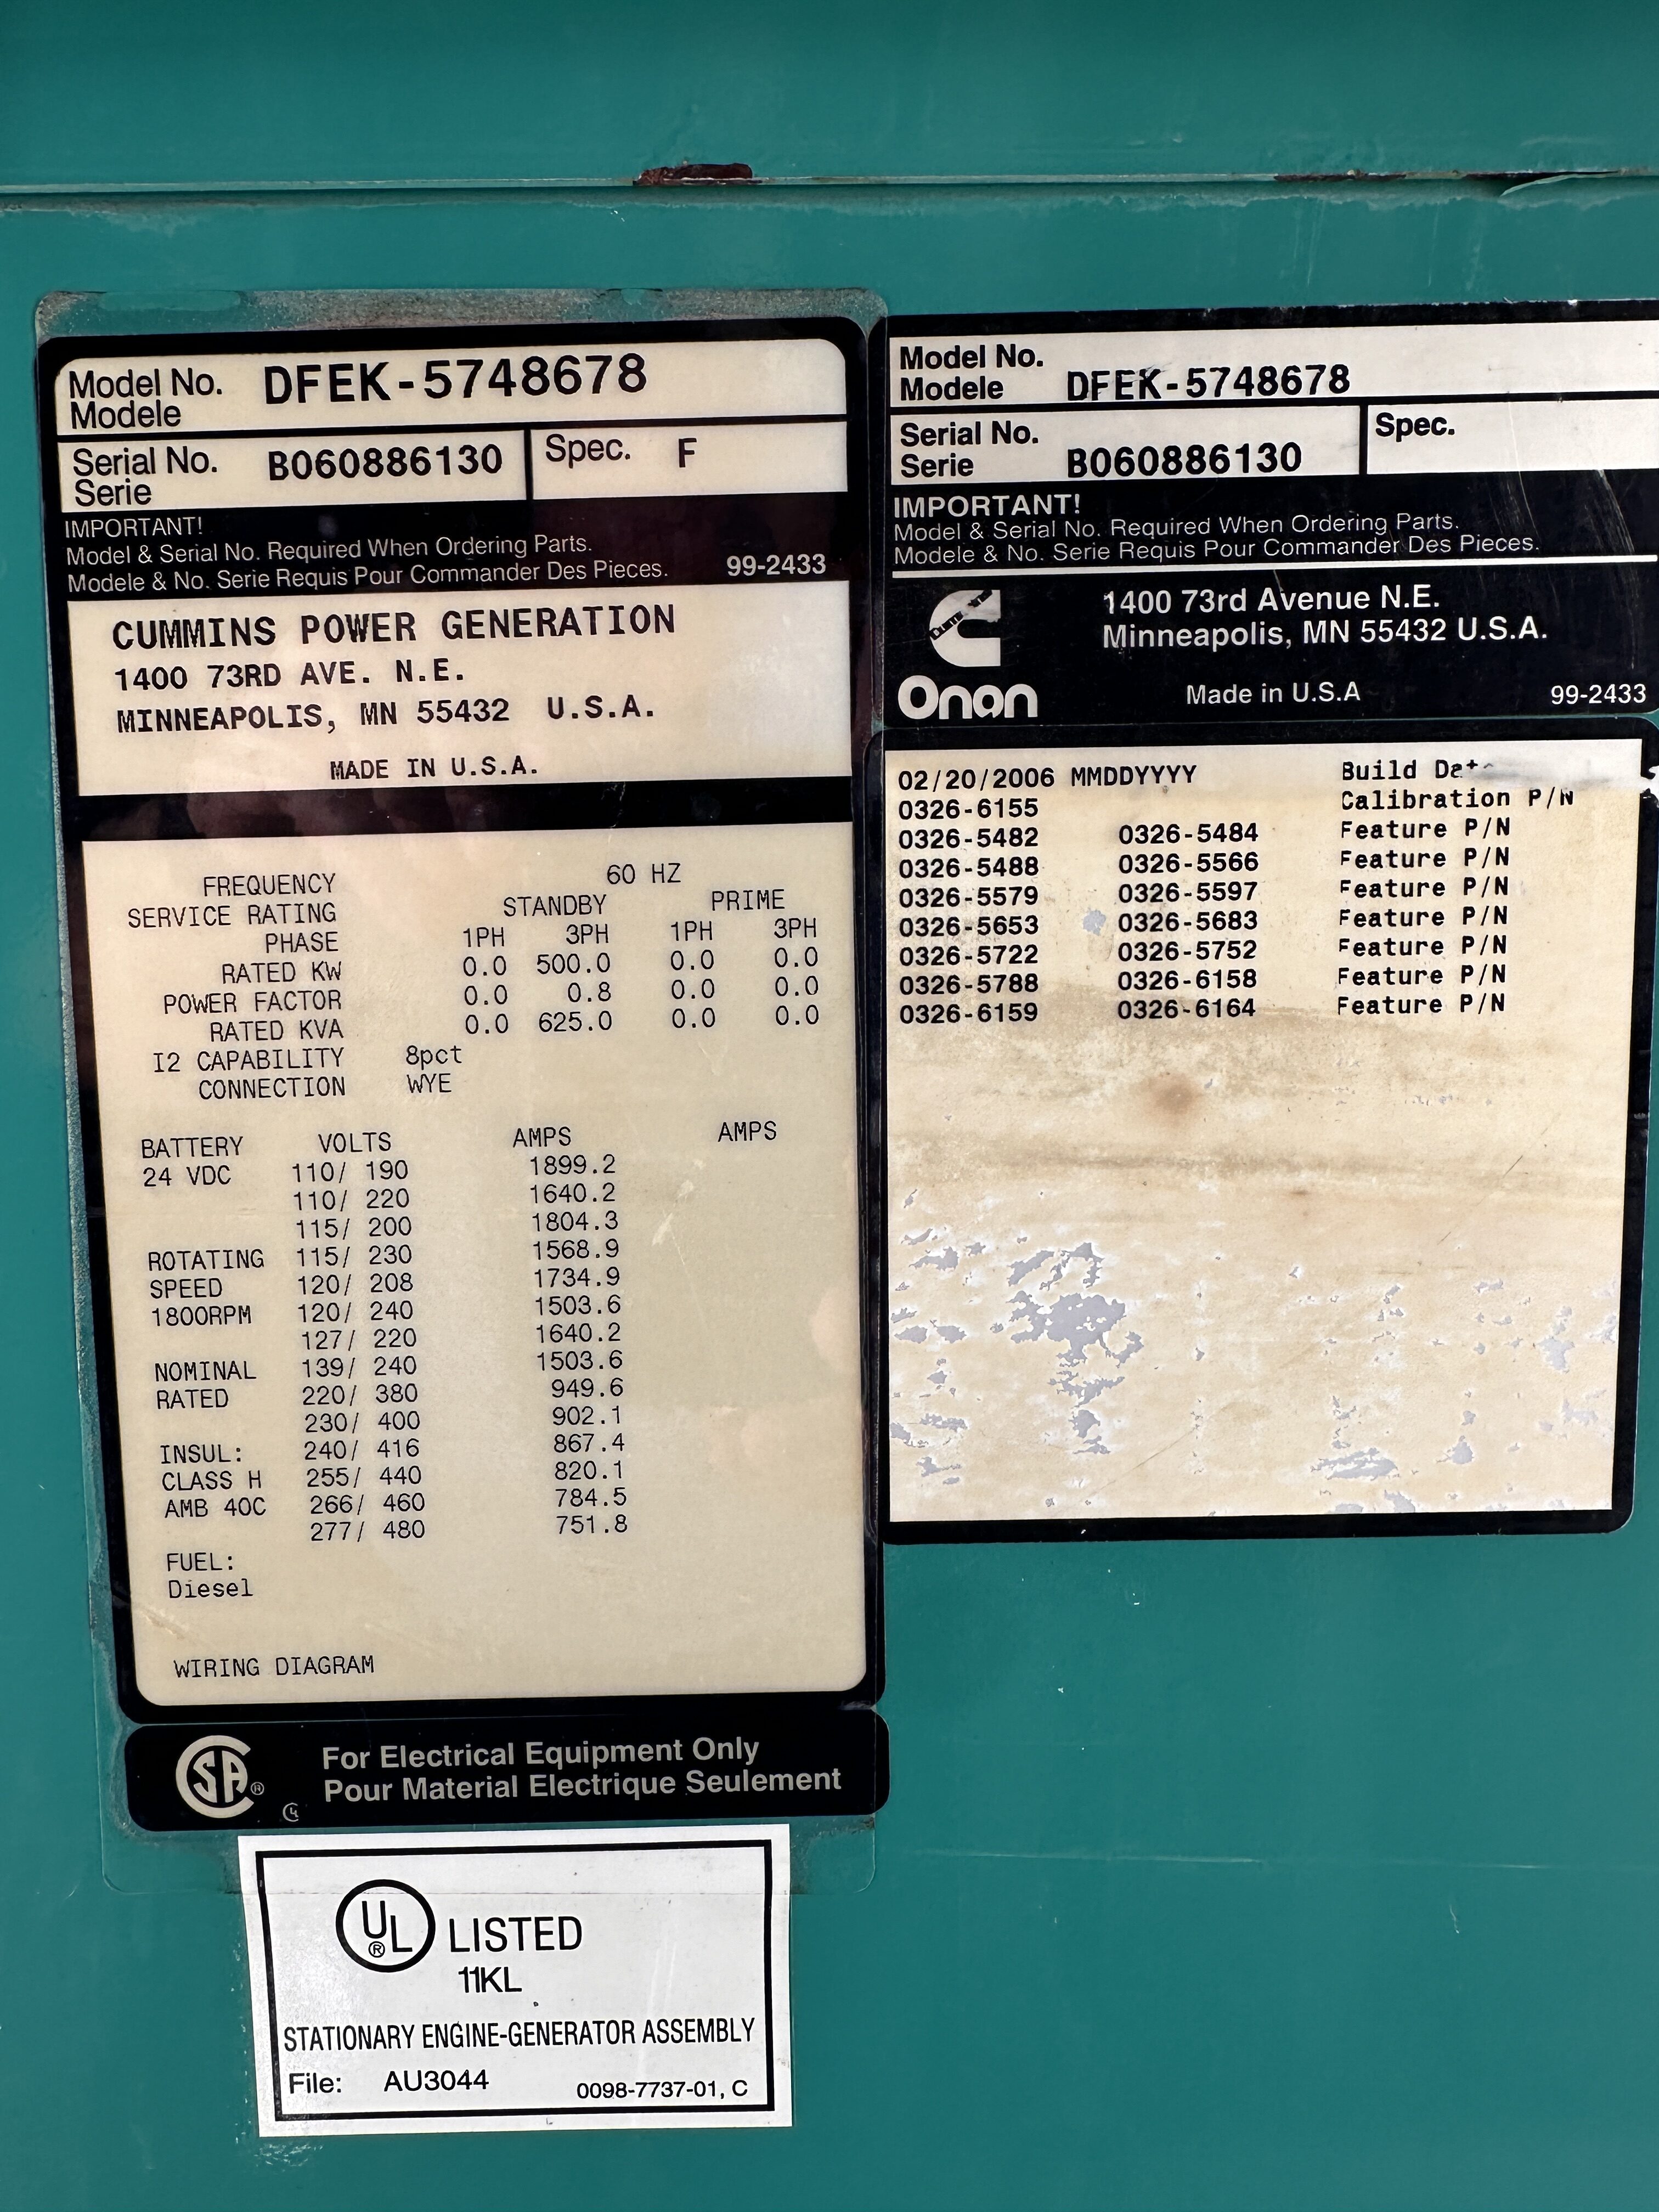 Model No. DFEK-5748678
Modele
Serial No. B060886130 Spec. F
Serie
IMPORTANT!
Model & Serial No. Required When Ordering Parts.
Modele & No. Serie Requis Pour Commander Des Pieces. 99-2433
CUMMINS POWER GENERATION
1400 73RD AVE. N.E.
MINNEAPOLIS, MN 55432 U.S.A.
MADE IN U.S.A.
FREQUENCY 60 HZ
SERVICE RATING STANDBY PRIME
PHASE 1PH 3PH 1PH 3PH
RATED KW 0.0 500.0 0.0 0.0
POWER FACTOR 0.0 0.8 0.0 0.0
RATED KVA 0.0 625.0 0.0 0.0
I2 CAPABILITY 8pct
CONNECTION WYE
BATTERY VOLTS AMPS AMPS
24 VDC 110/ 190 1899.2
110/ 220 1640.2
115/ 200 1804.3
ROTATING 115/ 230 1568.9
SPEED 120/ 208 1734.9
1800RPM 120/ 240 1503.6
127/ 220 1640.2
NOMINAL 139/ 240 1503.6
RATED 220/ 380 949.6
230/ 400 902.1
INSUL: 240/ 416 867.4
CLASS H 255/ 440 820.1
AMB 40C 266/ 460 784.5
277/ 480 751.8
FUEL:
Diesel
WIRING DIAGRAM
CSA ® For Electrical Equipment Only
Pour Material Electrique Seulement
UL ® LISTED
11KL
STATIONARY ENGINE-GENERATOR ASSEMBLY
File: AU3044 0098-7737-01, C
Model No.
Modele DFEK-5748678
Serial No. Spec.
Serie B060886130
IMPORTANT!
Model & Serial No. Required When Ordering Parts.
Modele & No. Serie Requis Pour Commander Des Pieces.
1400 73rd Avenue N.E.
Minneapolis, MN 55432 U.S.A.
Onan Made in U.S.A 99-2433
02/20/2006 MMDDYYYY Build
0326-6155 Calibration P/N
0326-5482 0326-5484 Feature P/N
0326-5488 0326-5566 Feature P/N
0326-5579 0326-5597 Feature P/N
0326-5653 0326-5683 Feature P/N
0326-5722 0326-5752 Feature P/N
0326-5788 0326-6158 Feature P/N
0326-6159 0326-6164 Feature P/N